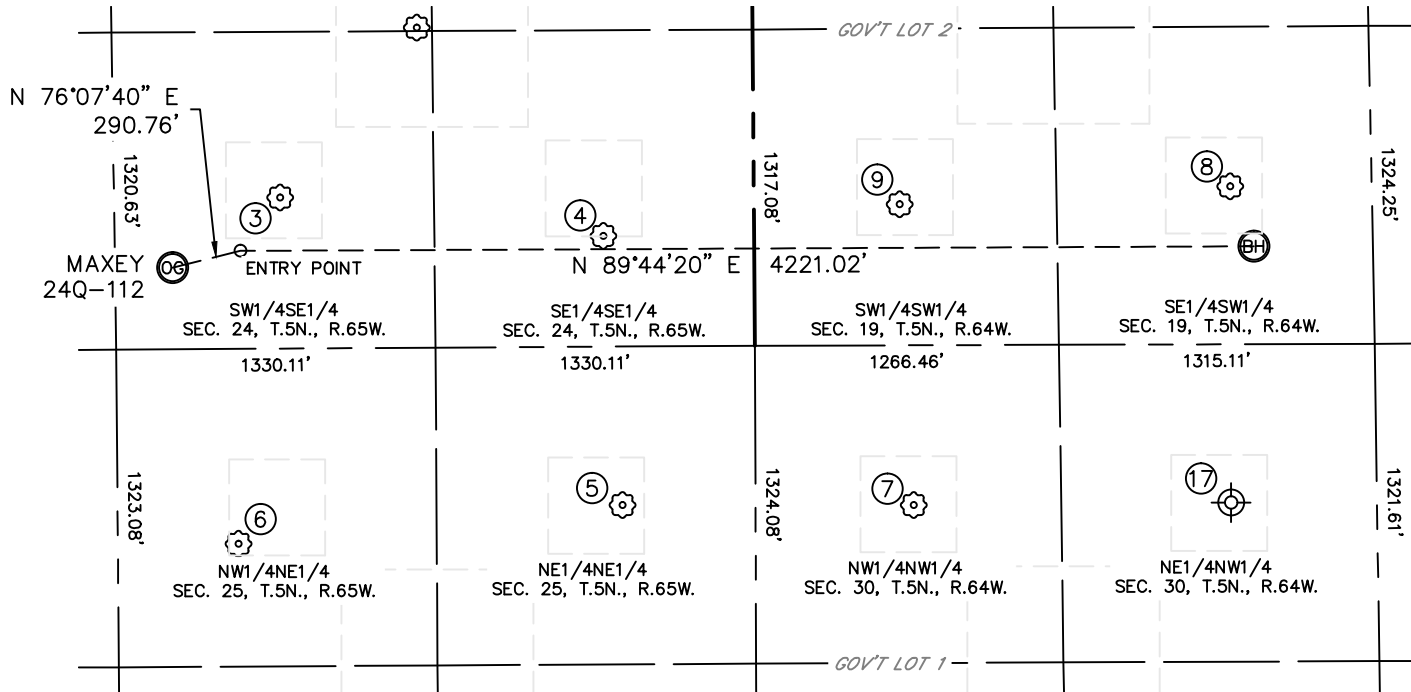 GOV'T LOT 2
N 76°07'40" E
290.76'
1320.63'
1317.08'
1324.25'
3
4
9
8
MAXEY
24Q-112
OG
ENTRY POINT
N 89°44'20" E 4221.02'
BH
SW1/4SE1/4
SEC. 24, T.5N., R.65W.
SE1/4SE1/4
SEC. 24, T.5N., R.65W.
SW1/4SW1/4
SEC. 19, T.5N., R.64W.
SE1/4SW1/4
SEC. 19, T.5N., R.64W.
1330.11'
1330.11'
1266.46'
1315.11'
1323.08'
1324.08'
1321.61'
6
5
7
17
NW1/4NE1/4
SEC. 25, T.5N., R.65W.
NE1/4NE1/4
SEC. 25, T.5N., R.65W.
NW1/4NW1/4
SEC. 30, T.5N., R.64W.
NE1/4NW1/4
SEC. 30, T.5N., R.64W.
GOV'T LOT 1